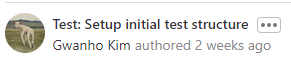 Test: Setup initial test structure
Gwanho Kim authored 2 weeks ago